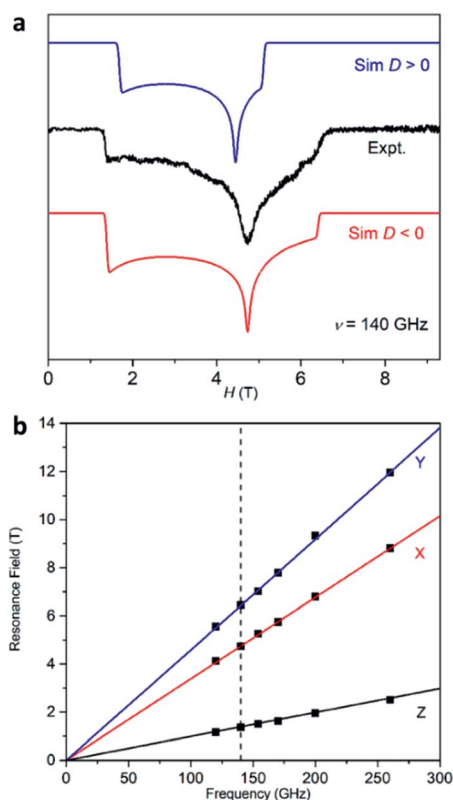 a
Sim D > 0
Expt.
Sim D < 0
ν = 140 GHz
0 2 4 6 8
H (T)
b
14
12
10
8
6
4
2
0
Resonance Field (T)
Y
X
Z
0 50 100 150 200 250 300
Frequency (GHz)